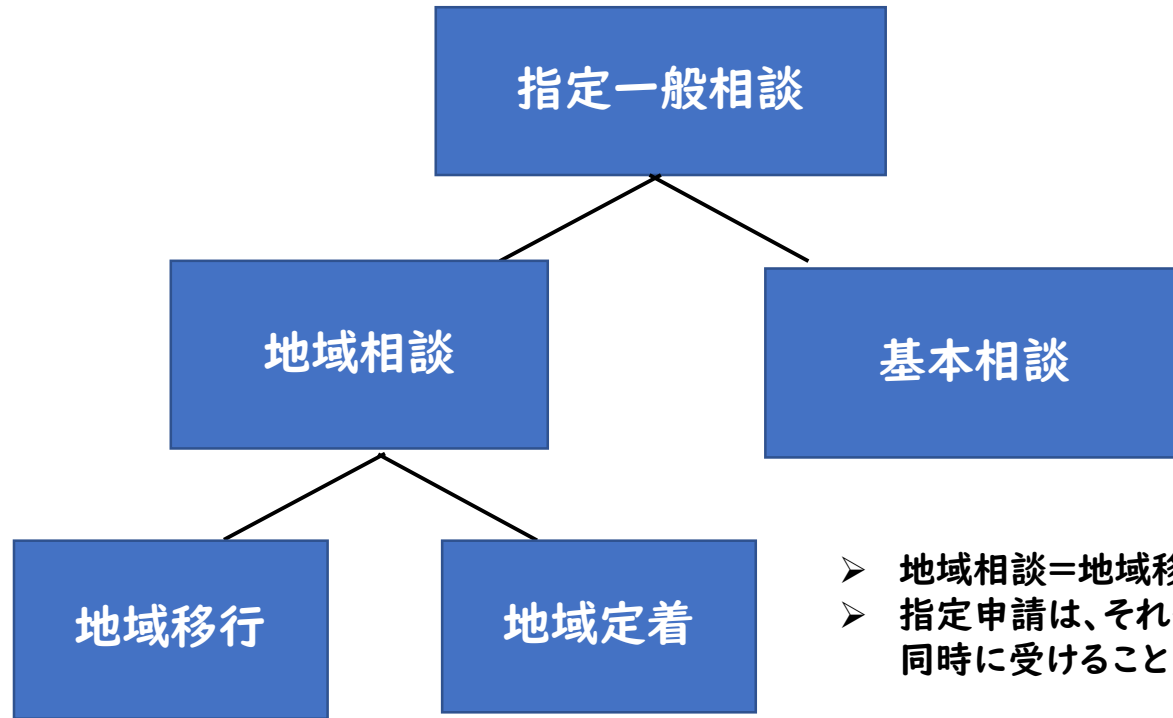 指定一般相談
地域相談
基本相談
地域移行
地域定着
➢ 地域相談=地域移
➢ 指定申請は、それ
同時に受けること